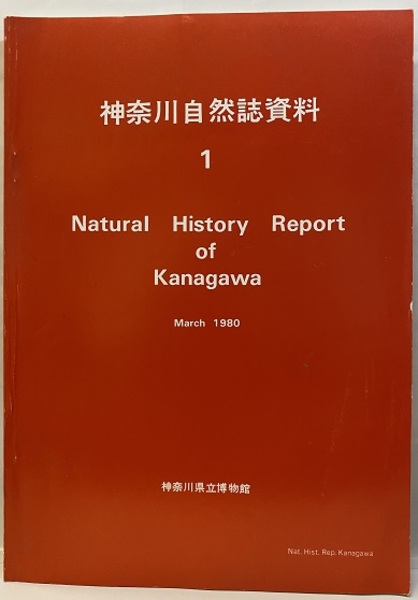 神奈川自然誌資料
1
Natural History Report
of
Kanagawa
March 1980
神奈川県立博物館
Nat. Hist. Rep. Kanagawa